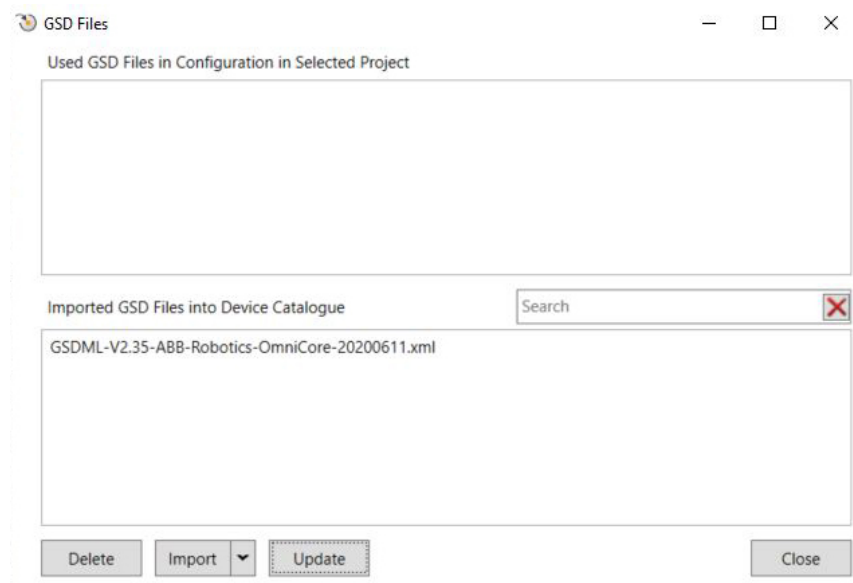 GSD Files
Used GSD Files in Configuration in Selected Project
Imported GSD Files into Device Catalogue
Search
GSDML-V2.35-ABB-Robotics-OmniCore-20200611.xml
Delete
Import
Update
Close